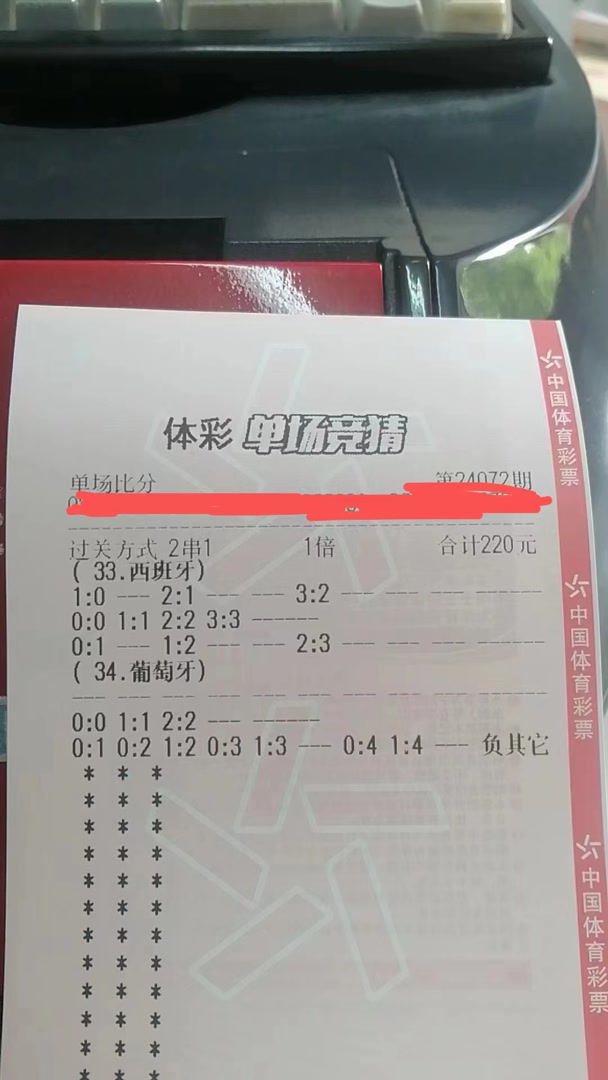 体彩 单场竞猜
单场比分 第24072期
过关方式 2串1 1倍 合计220元
( 33.西班牙)
1:0 --- 2:1 --- --- 3:2 --- --- --- --- ------
0:0 1:1 2:2 3:3 ------
0:1 --- 1:2 --- --- 2:3 --- --- --- --- ------
( 34.葡萄牙)
--- --- --- --- --- --- --- --- --- --- ------
0:0 1:1 2:2 --- ------
0:1 0:2 1:2 0:3 1:3 --- 0:4 1:4 --- 负其它
* * *
* * *
* * *
* * *
* * *
* * *
* * *
* * *
* * *
* * *
* * *
* * *
中国体育彩票
中国体育彩票
中国体育彩票